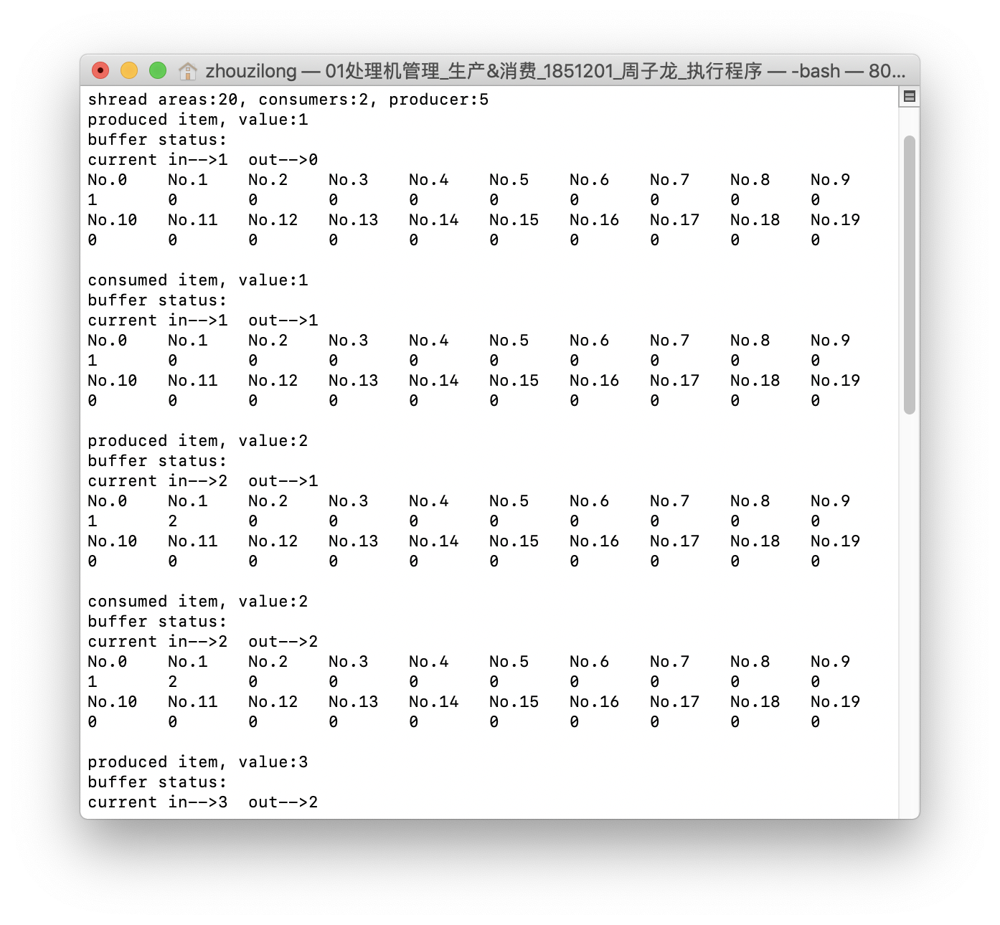 zhouzilong — 01处理机管理_生产&消费_1851201_周子龙_执行程序 — -bash — 80...
shread areas:20, consumers:2, producer:5
produced item, value:1
buffer status:
current in-->1  out-->0
No.0 No.1 No.2 No.3 No.4 No.5 No.6 No.7 No.8 No.9
1 0 0 0 0 0 0 0 0 0
No.10 No.11 No.12 No.13 No.14 No.15 No.16 No.17 No.18 No.19
0 0 0 0 0 0 0 0 0 0
consumed item, value:1
buffer status:
current in-->1  out-->1
No.0 No.1 No.2 No.3 No.4 No.5 No.6 No.7 No.8 No.9
1 0 0 0 0 0 0 0 0 0
No.10 No.11 No.12 No.13 No.14 No.15 No.16 No.17 No.18 No.19
0 0 0 0 0 0 0 0 0 0
produced item, value:2
buffer status:
current in-->2  out-->1
No.0 No.1 No.2 No.3 No.4 No.5 No.6 No.7 No.8 No.9
1 2 0 0 0 0 0 0 0 0
No.10 No.11 No.12 No.13 No.14 No.15 No.16 No.17 No.18 No.19
0 0 0 0 0 0 0 0 0 0
consumed item, value:2
buffer status:
current in-->2  out-->2
No.0 No.1 No.2 No.3 No.4 No.5 No.6 No.7 No.8 No.9
1 2 0 0 0 0 0 0 0 0
No.10 No.11 No.12 No.13 No.14 No.15 No.16 No.17 No.18 No.19
0 0 0 0 0 0 0 0 0 0
produced item, value:3
buffer status:
current in-->3  out-->2